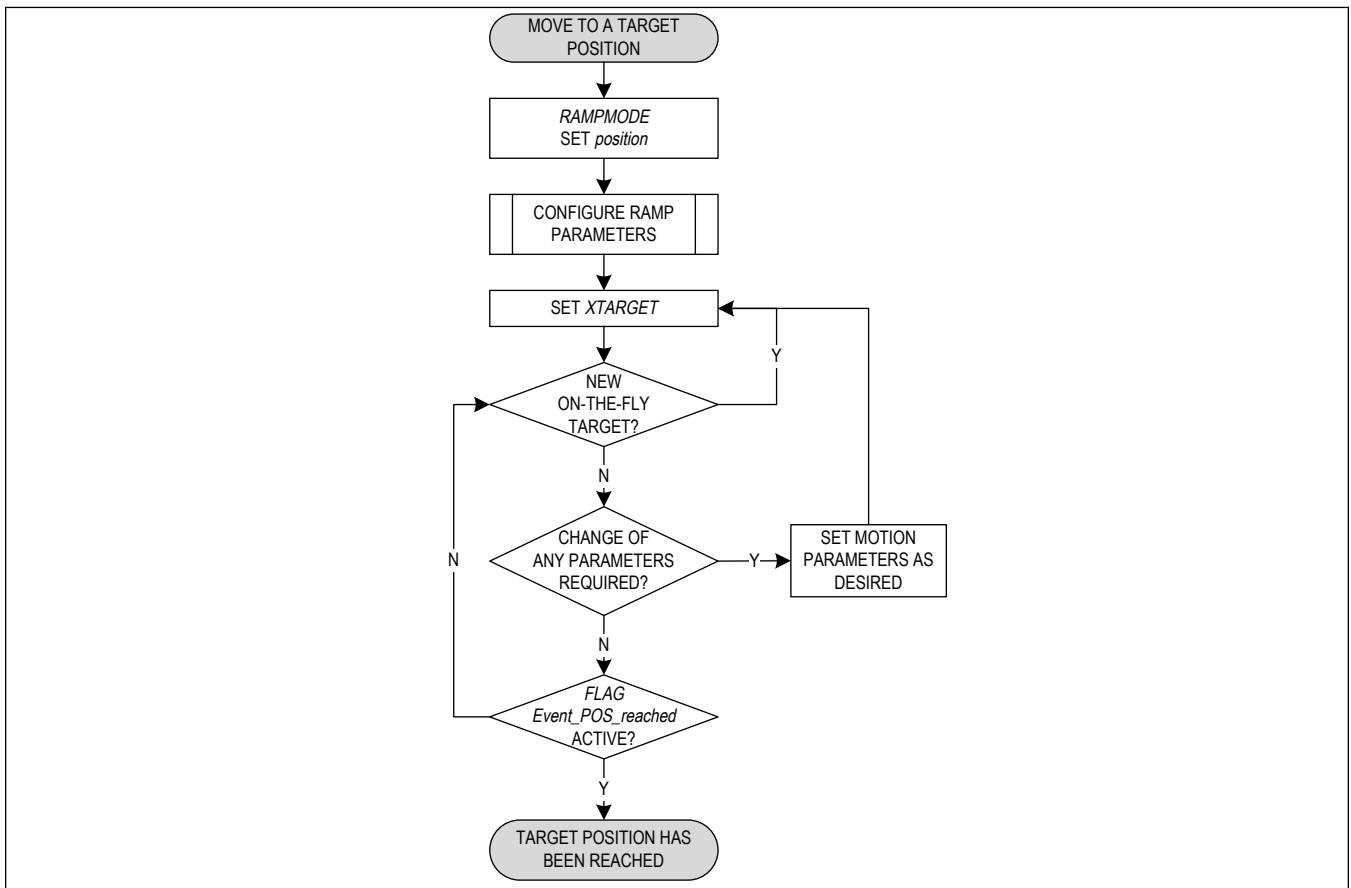 MOVE TO A TARGET
POSITION
RAMPMODE
SET position
CONFIGURE RAMP
PARAMETERS
SET XTARGET
Y
NEW
ON-THE-FLY
TARGET?
N
CHANGE OF
ANY PARAMETERS
REQUIRED?
Y
SET MOTION
PARAMETERS AS
DESIRED
N
N
FLAG
Event_POS_reached
ACTIVE?
Y
TARGET POSITION HAS
BEEN REACHED